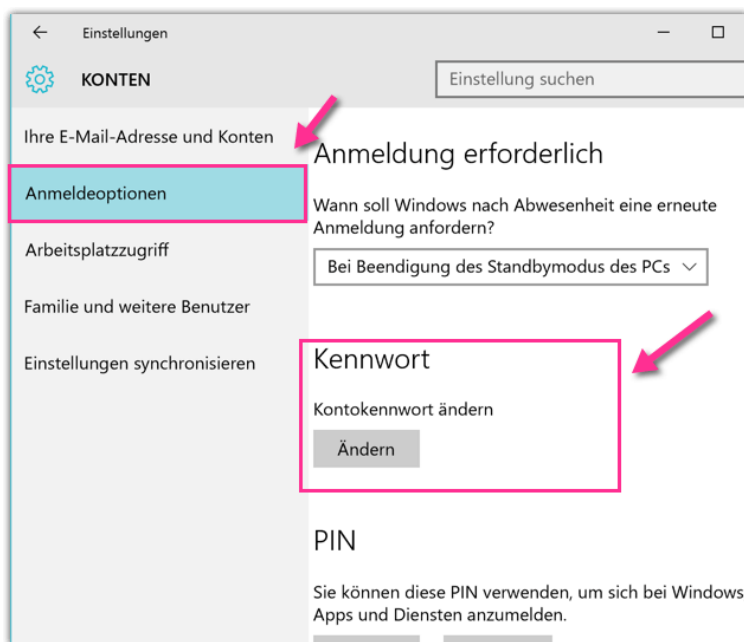 Einstellungen
KONTEN
Einstellung suchen
Ihre E-Mail-Adresse und Konten
Anmeldeoptionen
Arbeitsplatzzugriff
Familie und weitere Benutzer
Einstellungen synchronisieren
Anmeldung erforderlich
Wann soll Windows nach Abwesenheit eine erneute
Anmeldung anfordern?
Bei Beendigung des Standbymodus des PCs
Kennwort
Kontokennwort ändern
Ändern
PIN
Sie können diese PIN verwenden, um sich bei Windows
Apps und Diensten anzumelden.